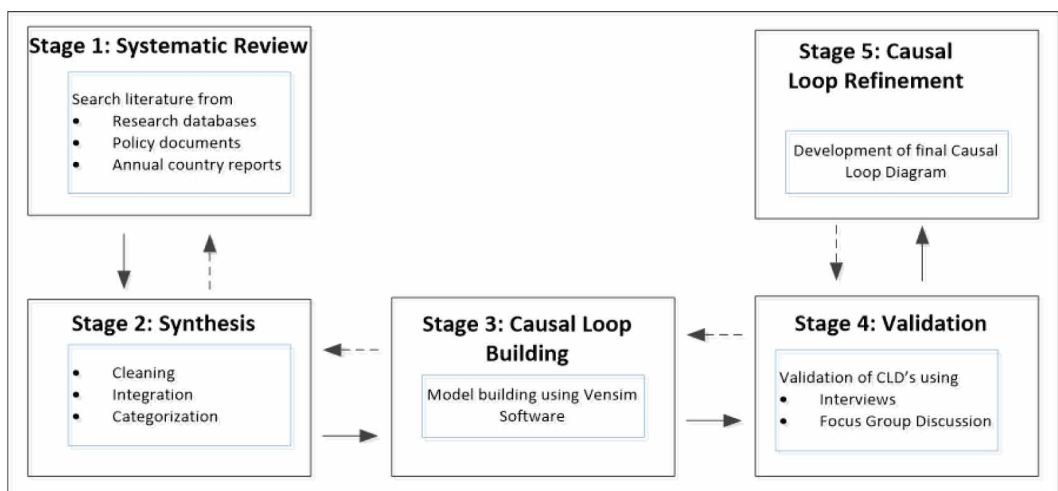 Stage 1: Systematic Review
Search literature from
• Research databases
• Policy documents
• Annual country reports
Stage 2: Synthesis
• Cleaning
• Integration
• Categorization
Stage 3: Causal Loop
Building
Model building using Vensim
Software
Stage 4: Validation
Validation of CLD's using
• Interviews
• Focus Group Discussion
Stage 5: Causal
Loop Refinement
Development of final Causal
Loop Diagram